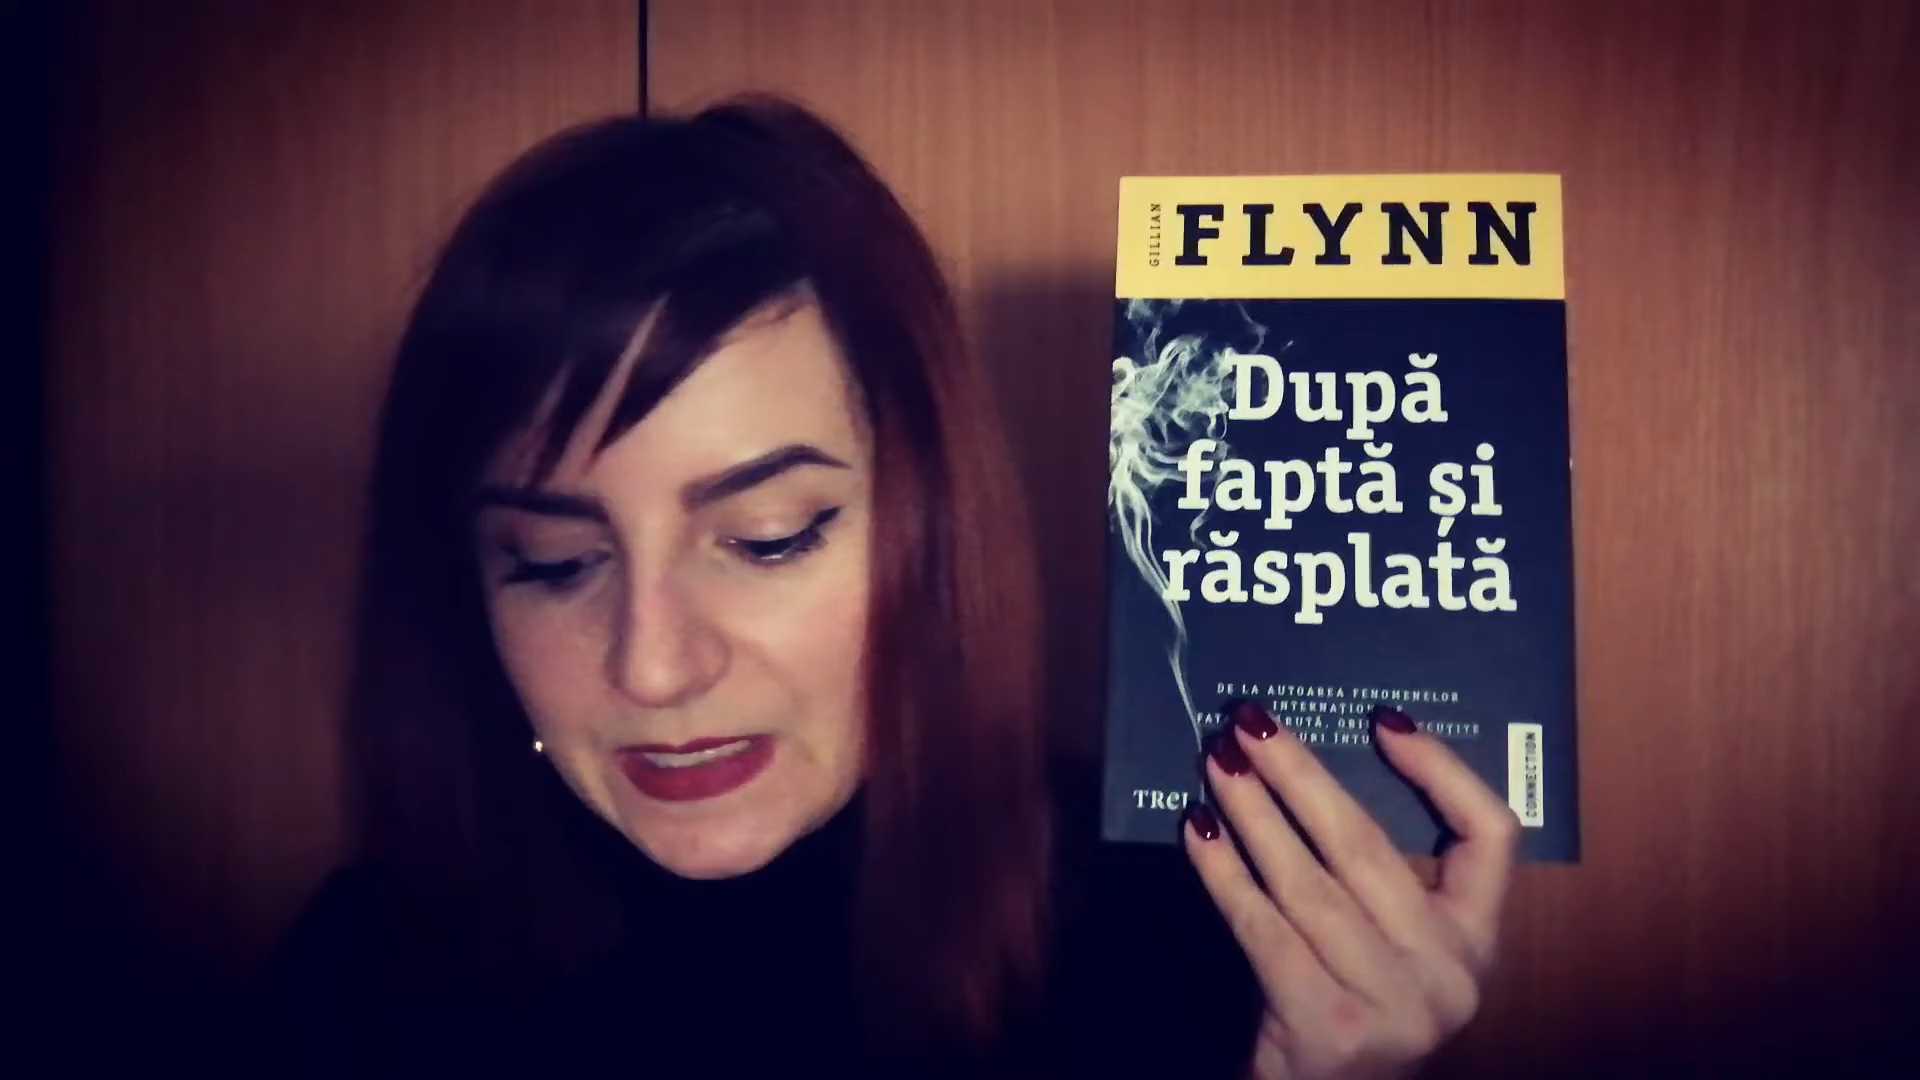 GILLIAN
FLYNN
După
faptă și
răsplată
DE LA AUTOAREA FENOMENELOR
CONNECTION